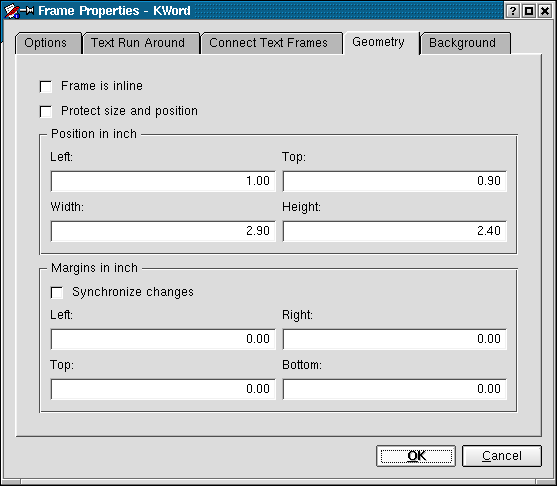 Frame Properties - KWord
Options Text Run Around Connect Text Frames Geometry Background
Frame is inline
Protect size and position
Position in inch
Left: Top:
1.00 0.90
Width: Height:
2.90 2.40
Margins in inch
Synchronize changes
Left: Right:
0.00 0.00
Top: Bottom:
0.00 0.00
OK Cancel